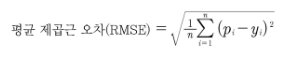 평균 제곱근 오차(RMSE) = √(1/n ∑_{i=1}^{n} (p_i − y_i)²)